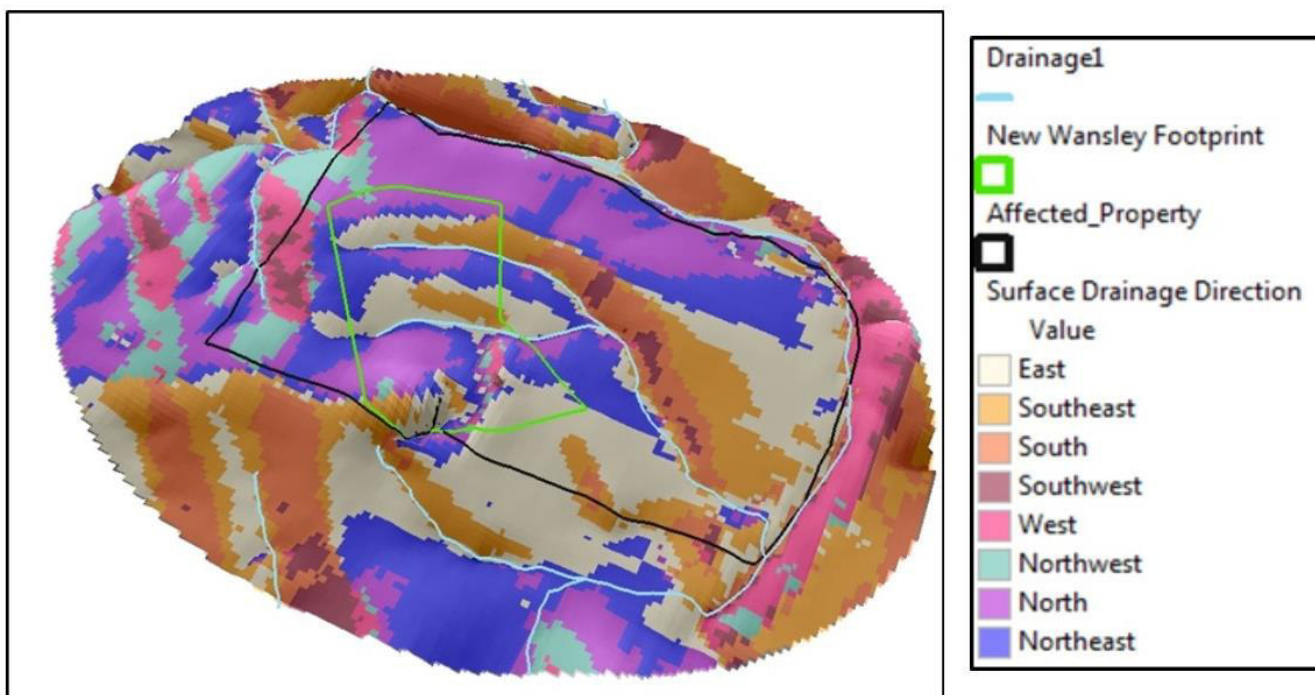 Drainage1
New Wansley Footprint
Affected_Property
Surface Drainage Direction
Value
East
Southeast
South
Southwest
West
Northwest
North
Northeast